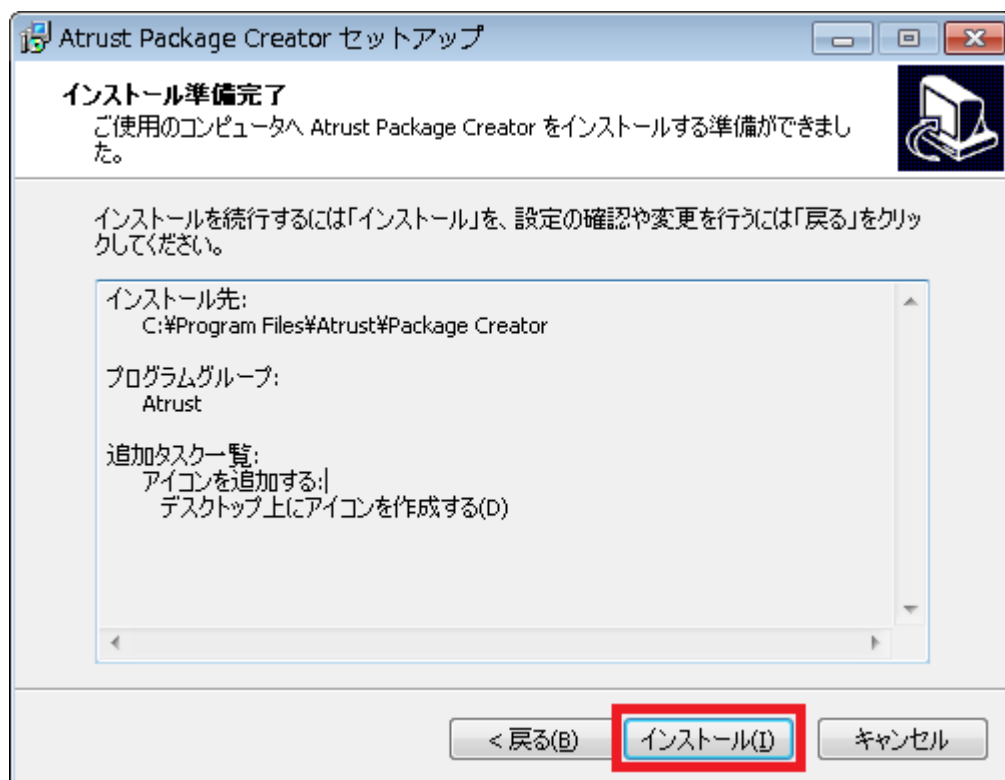 Atrust Package Creator セットアップ
インストール準備完了
ご使用のコンピュータへ Atrust Package Creator をインストールする準備ができまし
た。
インストールを続行するには「インストール」を、設定の確認や変更を行うには「戻る」をクリッ
クしてください。
インストール先:
C:¥Program Files¥Atrust¥Package Creator
プログラムグループ:
Atrust
追加タスク一覧:
アイコンを追加する:
デスクトップ上にアイコンを作成する(D)
< 戻る(B)
インストール(I)
キャンセル